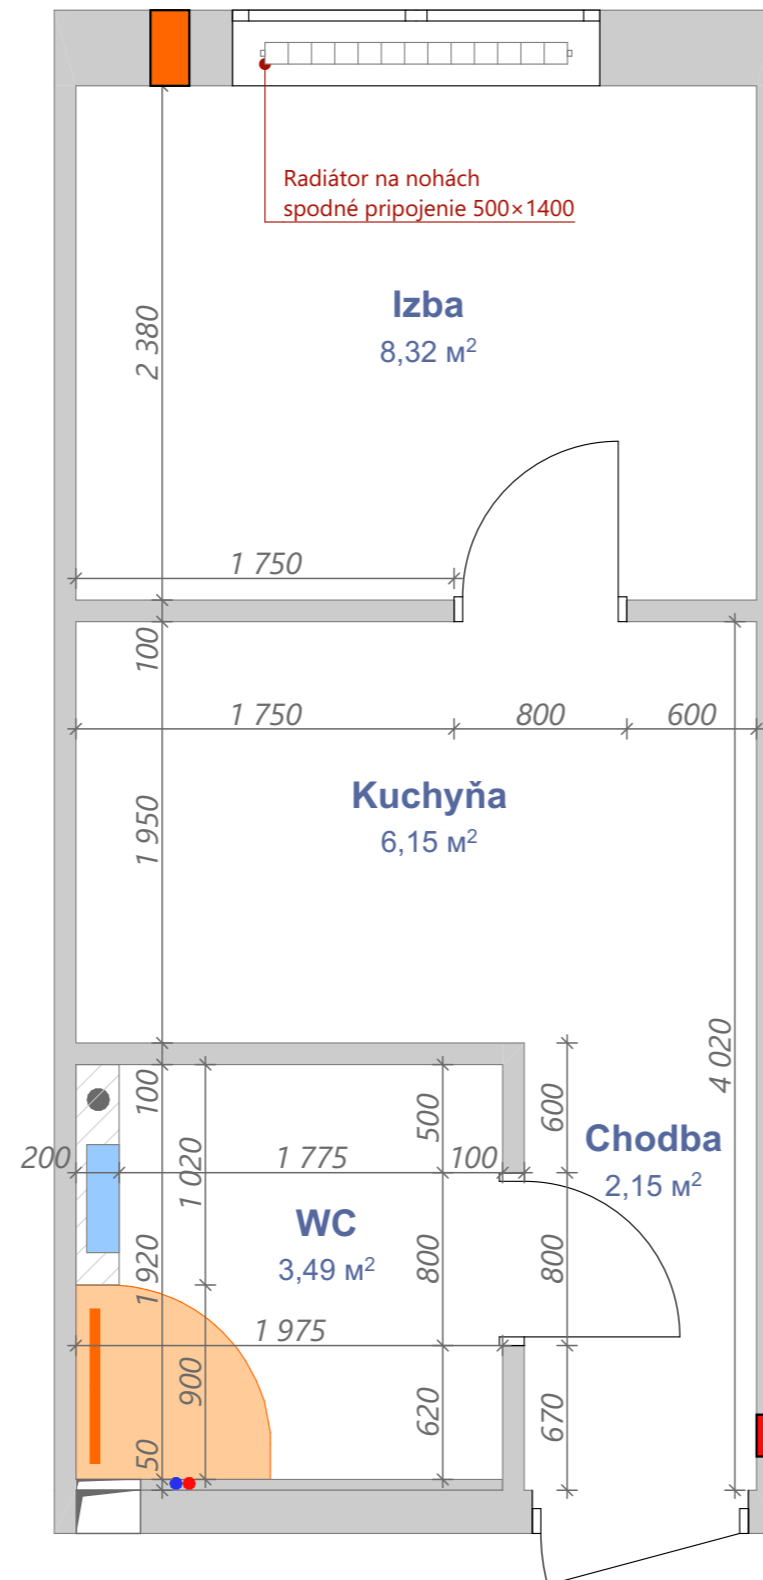 Radiátor na nohách
spodné pripojenie 500×1400
Izba
8,32 м²
2 380
1 750
100
1 750
800
600
Kuchyňa
6,15 м²
1 950
4 020
100
500
600
Chodba
2,15 м²
200
1 020
1 775
100
WC
3,49 м²
1 920
800
800
1 975
900
620
670
50